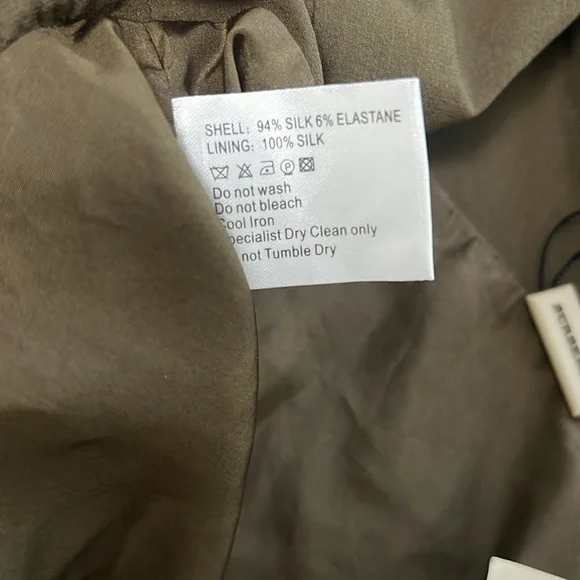 SHELL: 94% SILK 6% ELASTANE
LINING: 100% SILK
Do not wash
Do not bleach
ool Iron
pecialist Dry Clean only
not Tumble Dry